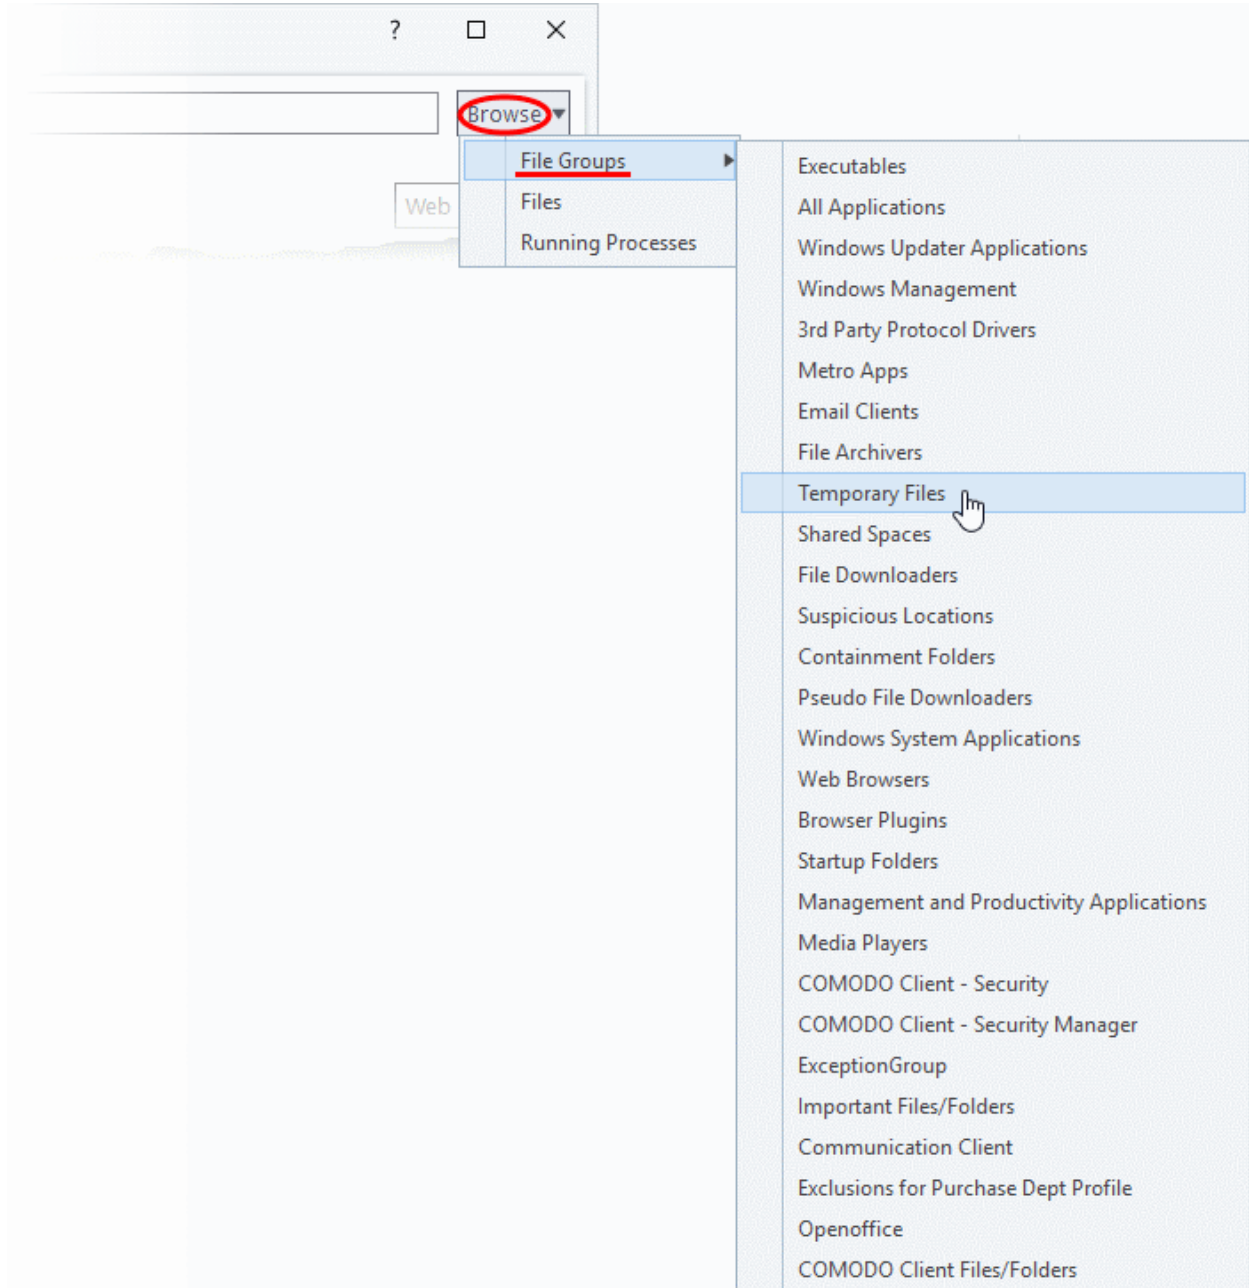 ?
Browse
File Groups
Files
Running Processes
Web
Executables
All Applications
Windows Updater Applications
Windows Management
3rd Party Protocol Drivers
Metro Apps
Email Clients
File Archivers
Temporary Files
Shared Spaces
File Downloaders
Suspicious Locations
Containment Folders
Pseudo File Downloaders
Windows System Applications
Web Browsers
Browser Plugins
Startup Folders
Management and Productivity Applications
Media Players
COMODO Client - Security
COMODO Client - Security Manager
ExceptionGroup
Important Files/Folders
Communication Client
Exclusions for Purchase Dept Profile
Openoffice
COMODO Client Files/Folders